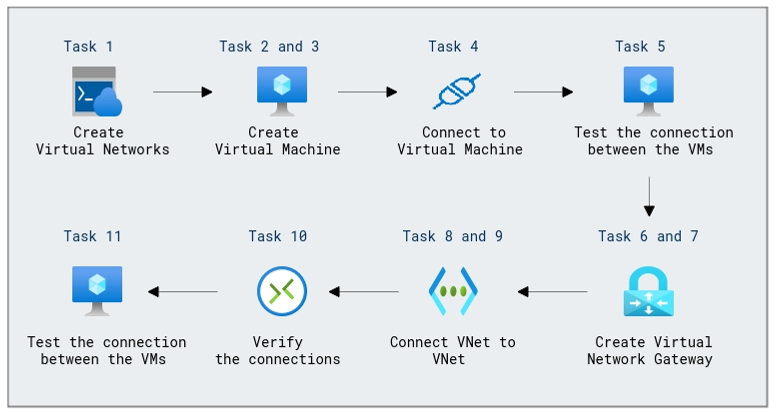 Task 1
Task 2 and 3
Task 4
Task 5
Create
Virtual Networks
Create
Virtual Machine
Connect to
Virtual Machine
Test the connection
between the VMs
Task 11
Task 10
Task 8 and 9
Task 6 and 7
Test the connection
between the VMs
Verify
the connections
Connect VNet to
VNet
Create Virtual
Network Gateway